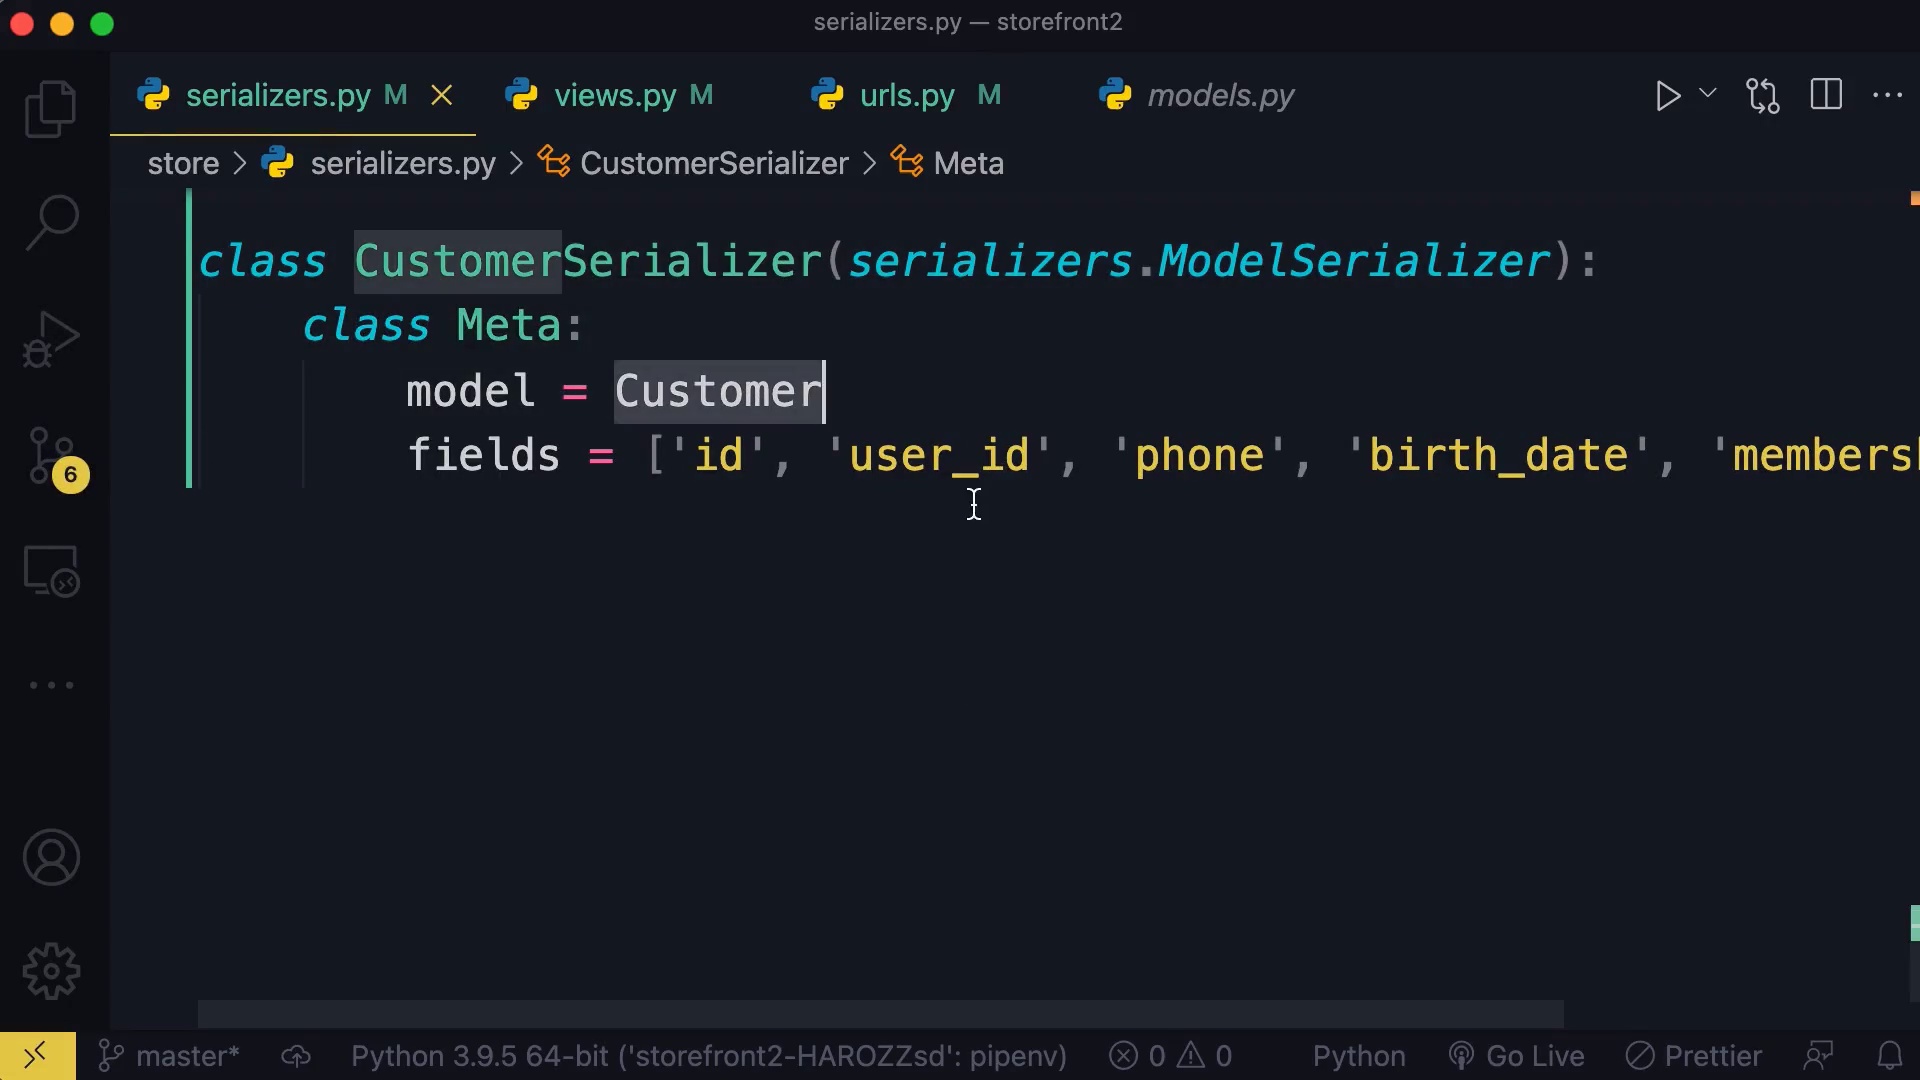 serializers.py — storefront2
serializers.py M views.py M urls.py M models.py
store > serializers.py > CustomerSerializer > Meta
class CustomerSerializer(serializers.ModelSerializer):
class Meta:
model = Customer
fields = ['id', 'user_id', 'phone', 'birth_date', 'members
6
master* Python 3.9.5 64-bit ('storefront2-HAROZZsd': pipenv) 0 0 Python Go Live Prettier